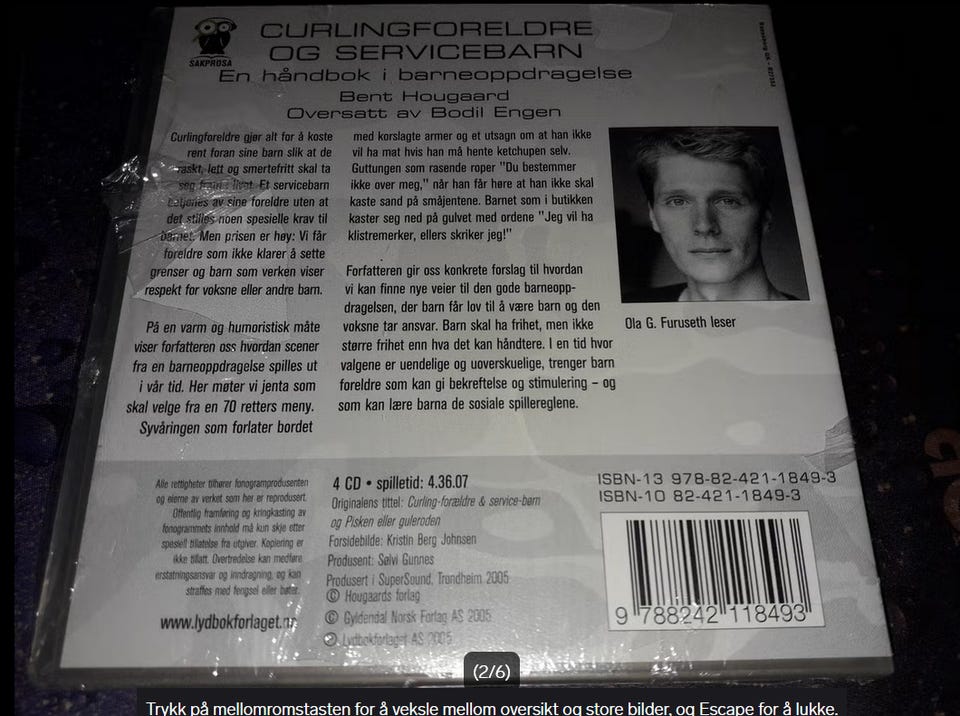 SAKPROSA
CURLINGFORELDRE
OG SERVICEBARN
En håndbok i barneoppdragelse
Bent Hougaard
Oversatt av Bodil Engen
Curlingforeldre gjør alt for å koste
rent foran sine barn slik at de
raskt, lett og smertefritt skal ta
seg livet. Et servicebarn
betjenes av sine foreldre uten at
det stilles noen spesielle krav til
barnet. Men prisen er høy: Vi får
foreldre som ikke klarer å sette
grenser og barn som verken viser
respekt for voksne eller andre barn.
På en varm og humoristisk måte
viser forfatteren oss hvordan scener
fra en barneoppdragelse spilles ut
i vår tid. Her møter vi jenta som
skal velge fra en 70 retters meny.
Syvåringen som forlater bordet
med korslagte armer og et utsagn om at han ikke
vil ha mat hvis han må hente ketchupen selv.
Guttungen som rasende roper "Du bestemmer
ikke over meg," når han får høre at han ikke skal
kaste sand på småjentene. Barnet som i butikken
kaster seg ned på gulvet med ordene "Jeg vil ha
klistremerker, ellers skriker jeg!"
Forfatteren gir oss konkrete forslag til hvordan
vi kan finne nye veier til den gode barneopp-
dragelsen, der barn får lov til å være barn og den
voksne tar ansvar. Barn skal ha frihet, men ikke
større frihet enn hva det kan håndtere. I en tid hvor
valgene er uendelige og uoverskuelige, trenger barn
foreldre som kan gi bekreftelse og stimulering – og
som kan lære barna de sosiale spillereglene.
Ola G. Furuseth leser
Alle rettigheter tilhører fonogramprodusenten
og eierne av verket som her er reprodusert.
Offentlig framføring og kringkasting av
fonogrammets innhold må kun skje etter
spesiell tillatelse fra utgiver. Kopiering er
ikke tillatt. Overtredelse kan medføre
erstatningsansvar og inndragning, og kan
straffes med fengsel eller bøter.
www.lydbokforlaget.no
4 CD • spilletid: 4.36.07
Originalens tittel: Curling-forældre & service-børn
og Pisken eller guleroden
Forsidebilde: Kristin Berg Johnsen
Produsent: Sølvi Gunnes
Produsert i SuperSound, Trondheim 2005
© Hougaards forlag
© Gyldendal Norsk Forlag AS 2005
℗ Lydbokforlaget AS 2005
ISBN-13 978-82-421-1849-3
ISBN-10 82-421-1849-3
9 788242 118493
(2/6)
Trykk på mellomromstasten for å veksle mellom oversikt og store bilder, og Escape for å lukke.